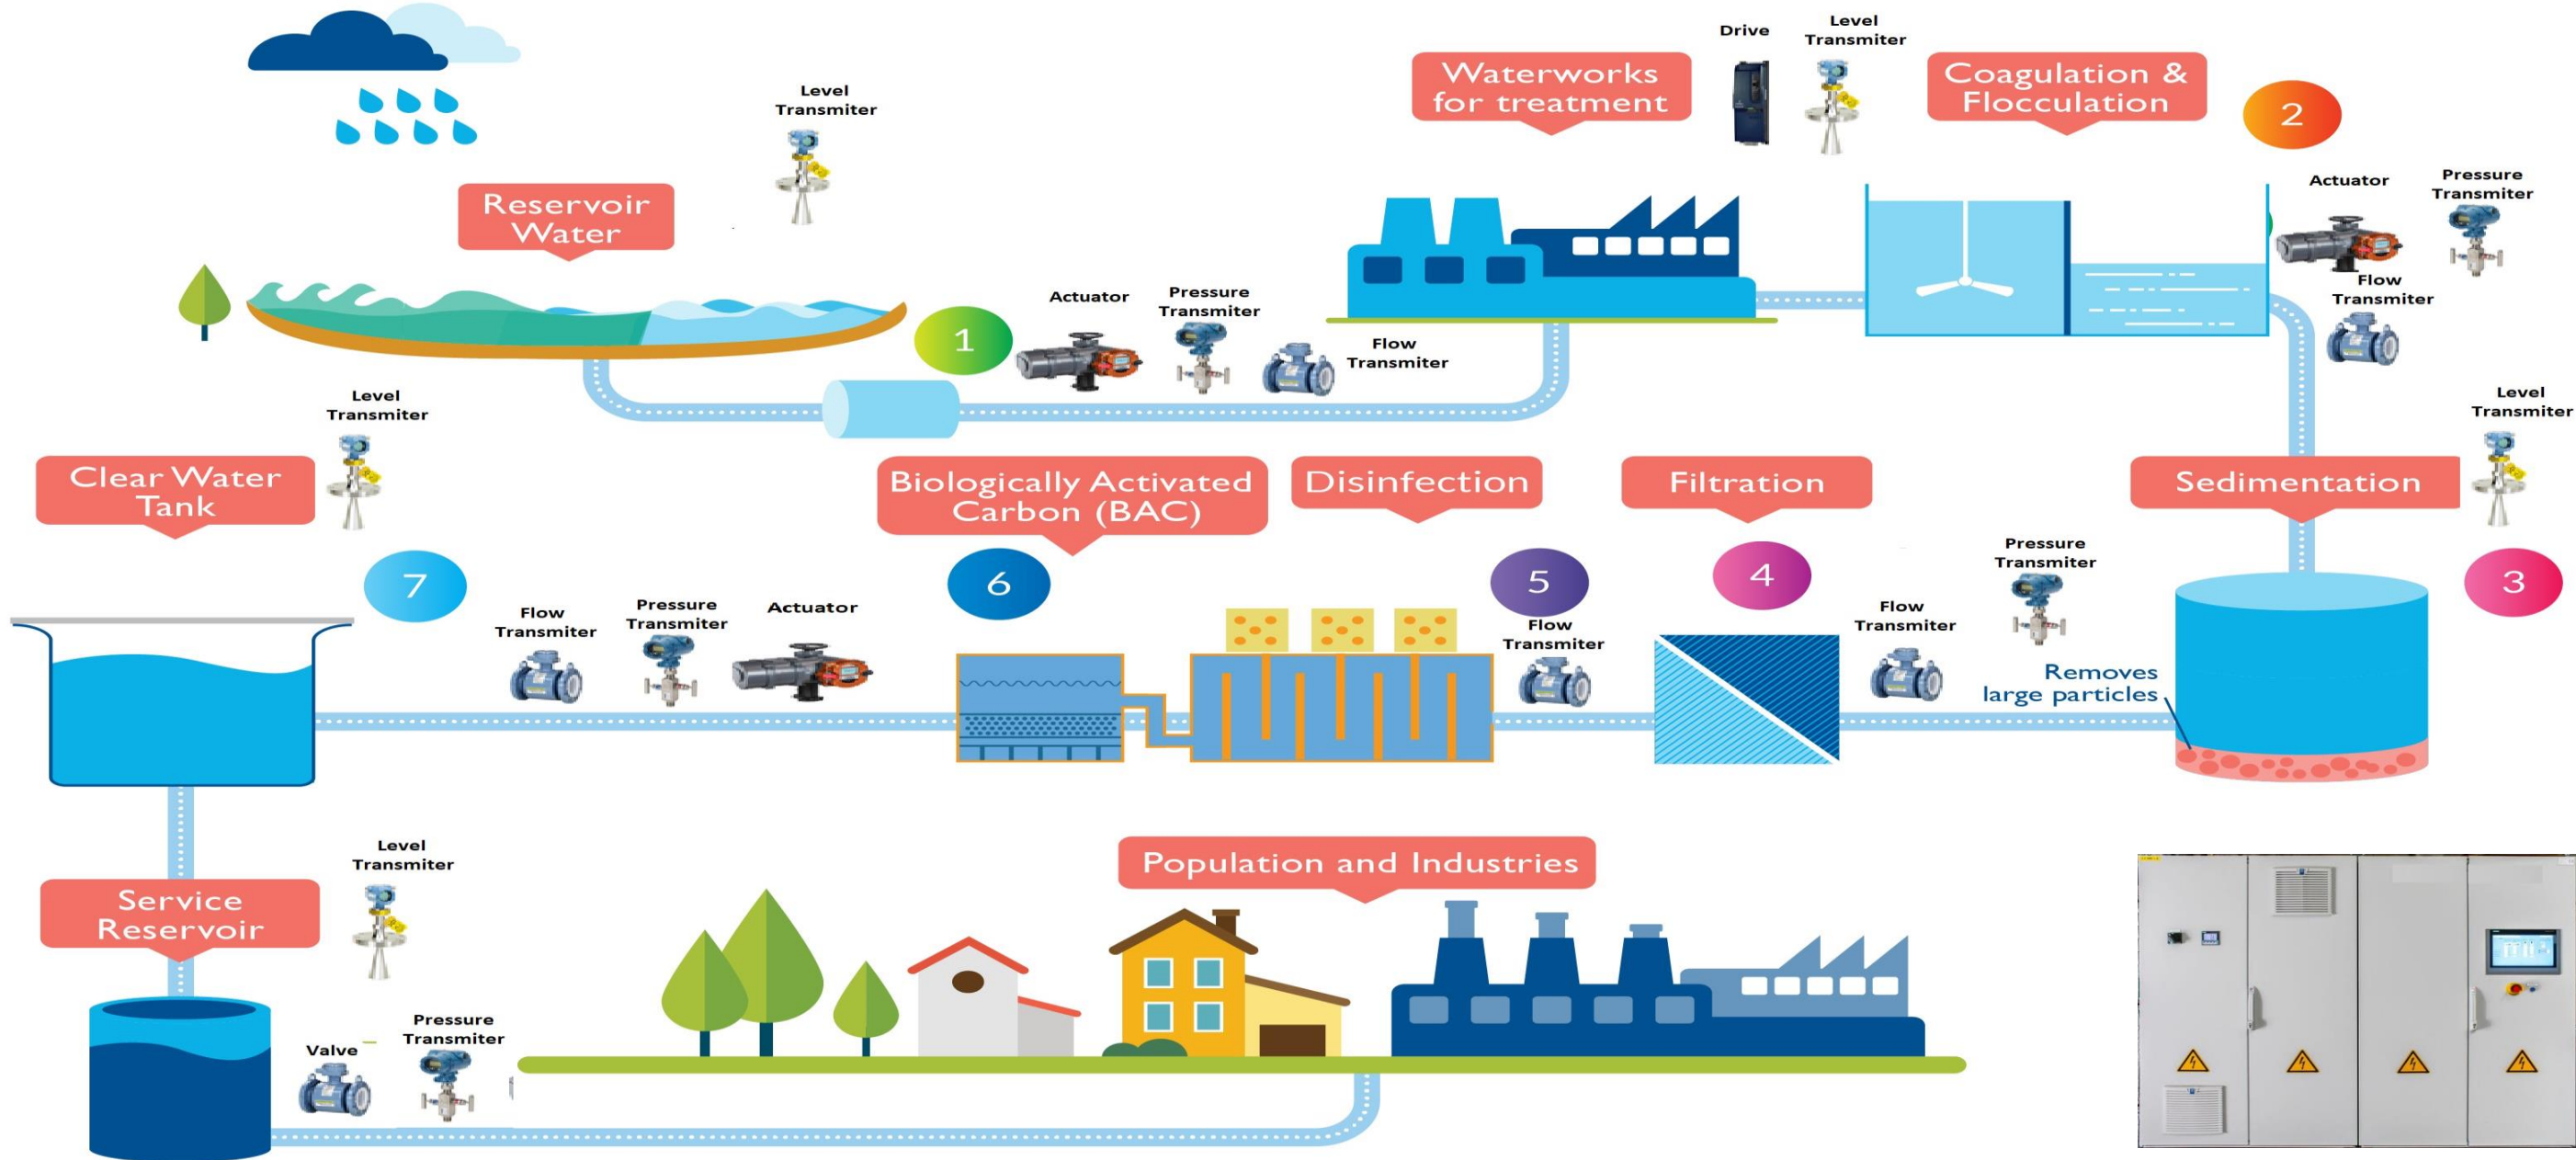 Level
Transmiter
Reservoir
Water
1
Actuator
Pressure
Transmiter
Flow
Transmiter
Waterworks
for treatment
Drive
Level
Transmiter
Coagulation &
Flocculation
2
Actuator
Pressure
Transmiter
Flow
Transmiter
Level
Transmiter
Sedimentation
3
Removes
large particles
Pressure
Transmiter
Flow
Transmiter
Filtration
4
Disinfection
5
Flow
Transmiter
Biologically Activated
Carbon (BAC)
6
Actuator
Pressure
Transmiter
Flow
Transmiter
7
Level
Transmiter
Clear Water
Tank
Service
Reservoir
Level
Transmiter
Valve
Pressure
Transmiter
Population and Industries